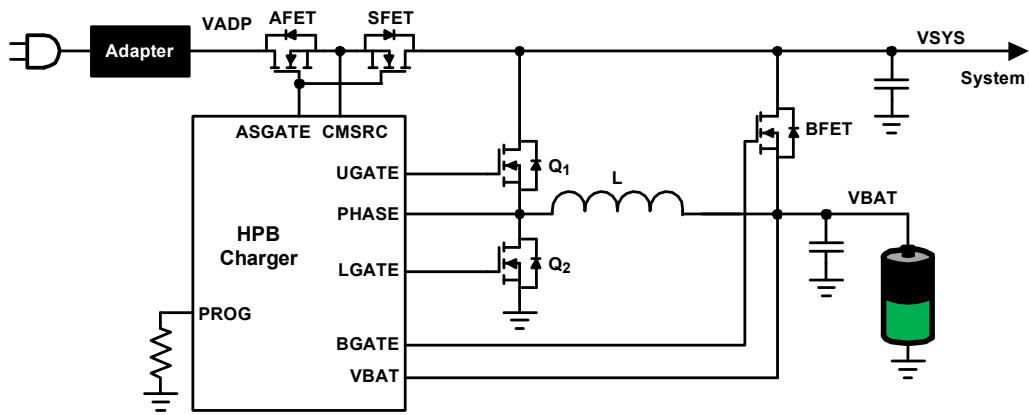 AFET SFET
VADP
VSYS
Adapter
System
ASGATE CMSRC
BFET
UGATE
Q1
L
PHASE
VBAT
HPB
Charger
LGATE
Q2
PROG
BGATE
VBAT